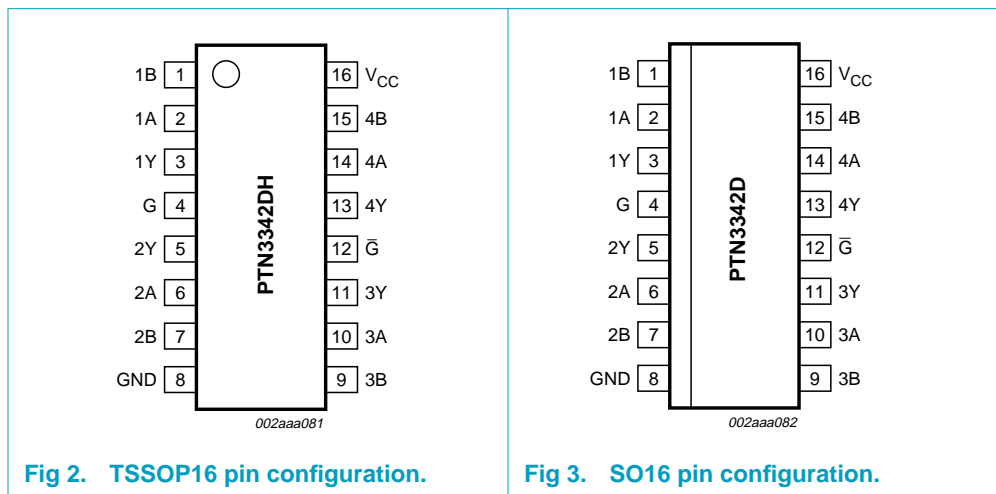 1B 1 16 VCC
1A 2 15 4B
1Y 3 14 4A
G 4 13 4Y
2Y 5 12 G̅
2A 6 11 3Y
2B 7 10 3A
GND 8 9 3B
PTN3342DH
002aaa081
Fig 2. TSSOP16 pin configuration.
1B 1 16 VCC
1A 2 15 4B
1Y 3 14 4A
G 4 13 4Y
2Y 5 12 G̅
2A 6 11 3Y
2B 7 10 3A
GND 8 9 3B
PTN3342D
002aaa082
Fig 3. SO16 pin configuration.